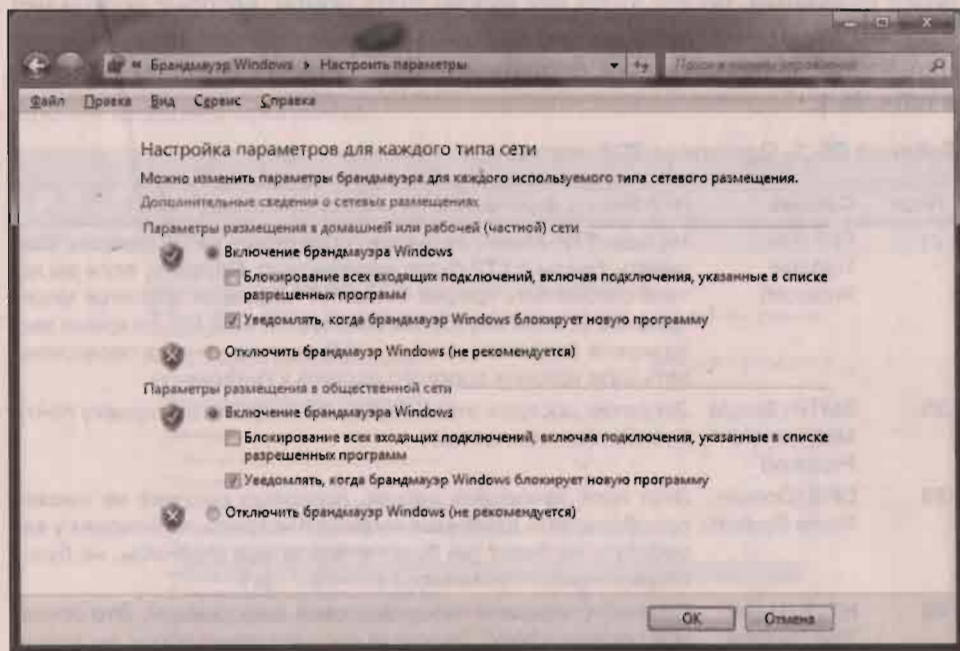 « Брандмауэр Windows ▸ Настроить параметры
Файл Правка Вид Сервис Справка
Настройка параметров для каждого типа сети
Можно изменить параметры брандмауэра для каждого используемого типа сетевого размещения.
Дополнительные сведения о сетевых размещениях
Параметры размещения в домашней или рабочей (частной) сети
Включение брандмауэра Windows
Блокирование всех входящих подключений, включая подключения, указанные в списке
разрешенных программ
Уведомлять, когда брандмауэр Windows блокирует новую программу
Отключить брандмауэр Windows (не рекомендуется)
Параметры размещения в общественной сети
Включение брандмауэра Windows
Блокирование всех входящих подключений, включая подключения, указанные в списке
разрешенных программ
Уведомлять, когда брандмауэр Windows блокирует новую программу
Отключить брандмауэр Windows (не рекомендуется)
OK Отмена